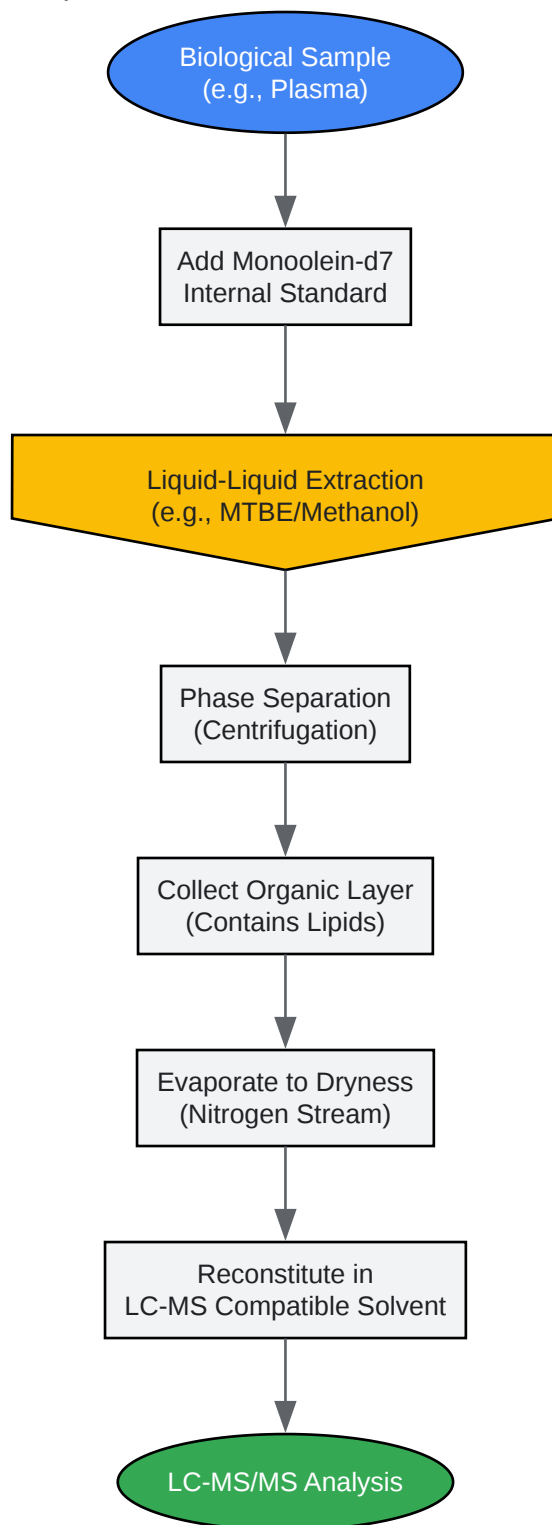 Biological Sample
(e.g., Plasma)
Add Monoolein-d7
Internal Standard
Liquid-Liquid Extraction
(e.g., MTBE/Methanol)
Phase Separation
(Centrifugation)
Collect Organic Layer
(Contains Lipids)
Evaporate to Dryness
(Nitrogen Stream)
Reconstitute in
LC-MS Compatible Solvent
LC-MS/MS Analysis